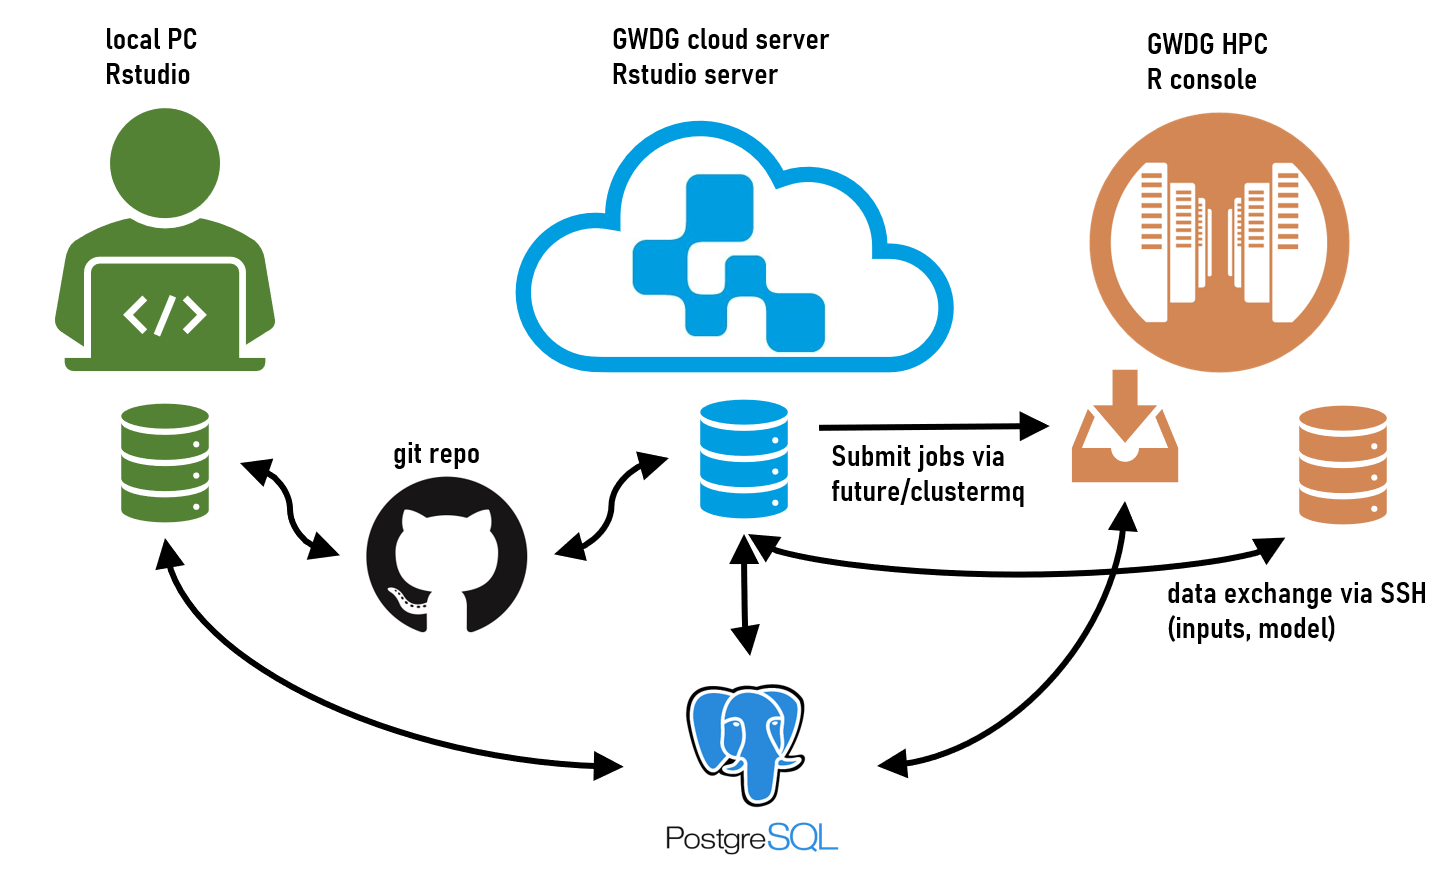 local PC
Rstudio
GWDG cloud server
Rstudio server
GWDG HPC
R console
</>
git repo
Submit jobs via
future/clustermq
data exchange via SSH
(inputs, model)
PostgreSQL